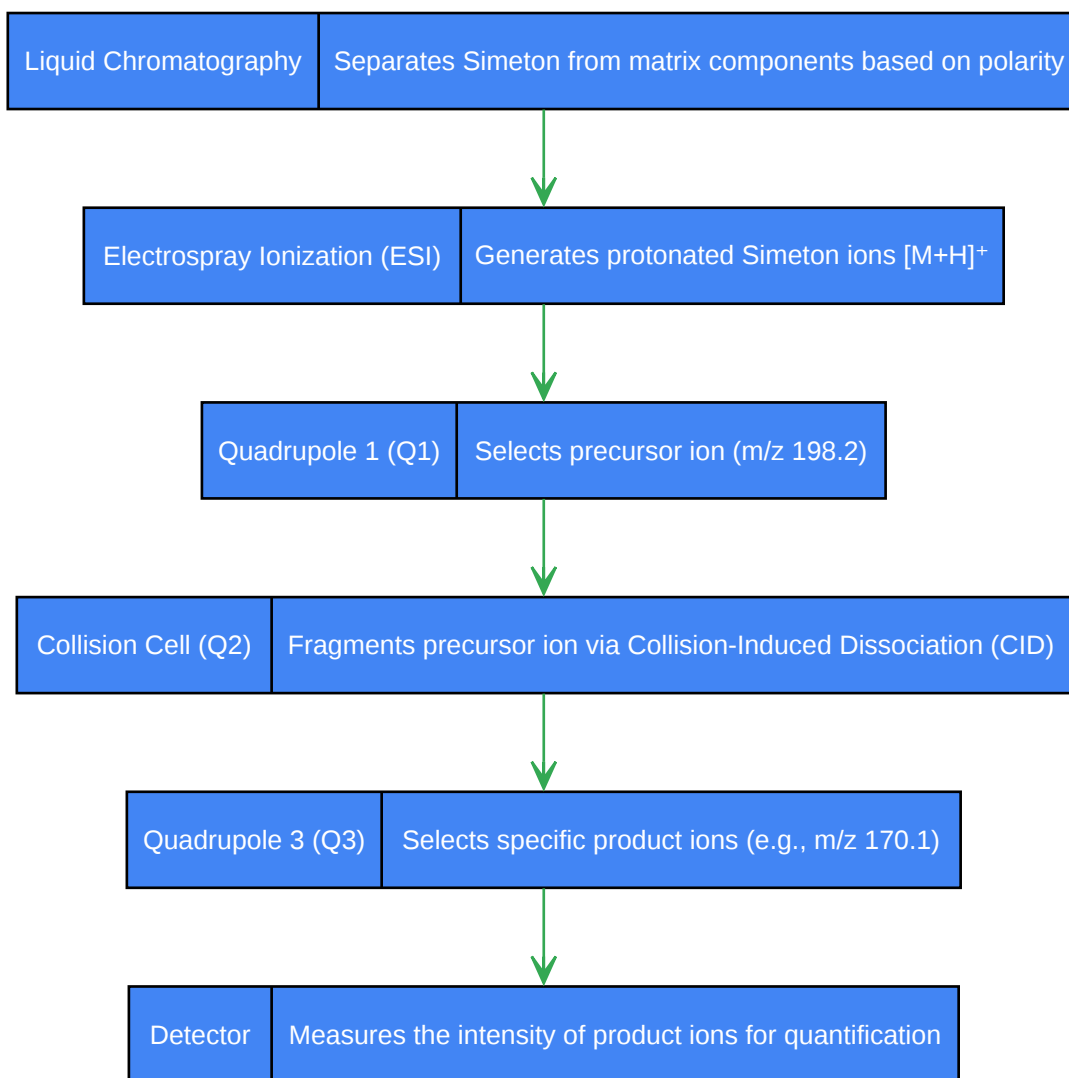 Liquid Chromatography
Separates Simeton from matrix components based on polarity
Electrospray Ionization (ESI)
Generates protonated Simeton ions [M+H]⁺
Quadrupole 1 (Q1)
Selects precursor ion (m/z 198.2)
Collision Cell (Q2)
Fragments precursor ion via Collision-Induced Dissociation (CID)
Quadrupole 3 (Q3)
Selects specific product ions (e.g., m/z 170.1)
Detector
Measures the intensity of product ions for quantification